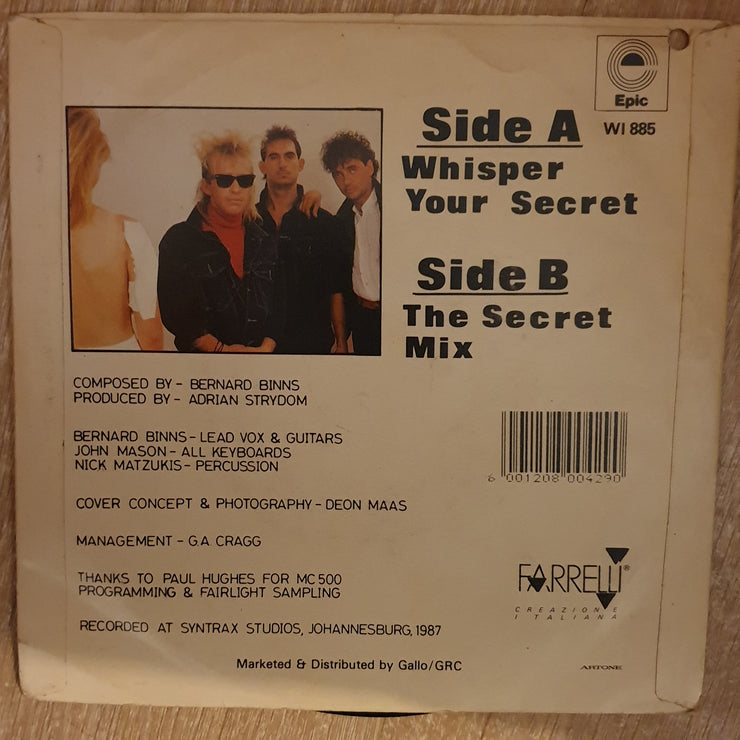 Epic
WI 885
Side A
Whisper
Your Secret
Side B
The Secret
Mix
COMPOSED BY - BERNARD BINNS
PRODUCED BY - ADRIAN STRYDOM
BERNARD BINNS - LEAD VOX & GUITARS
JOHN MASON - ALL KEYBOARDS
NICK MATZUKIS - PERCUSSION
COVER CONCEPT & PHOTOGRAPHY - DEON MAAS
MANAGEMENT - G.A. CRAGG
THANKS TO PAUL HUGHES FOR MC500
PROGRAMMING & FAIRLIGHT SAMPLING
RECORDED AT SYNTRAX STUDIOS, JOHANNESBURG, 1987
Marketed & Distributed by Gallo/GRC
6 001208 004290
FARRELLI®
CREAZIONE
ITALIANA
ARTONE